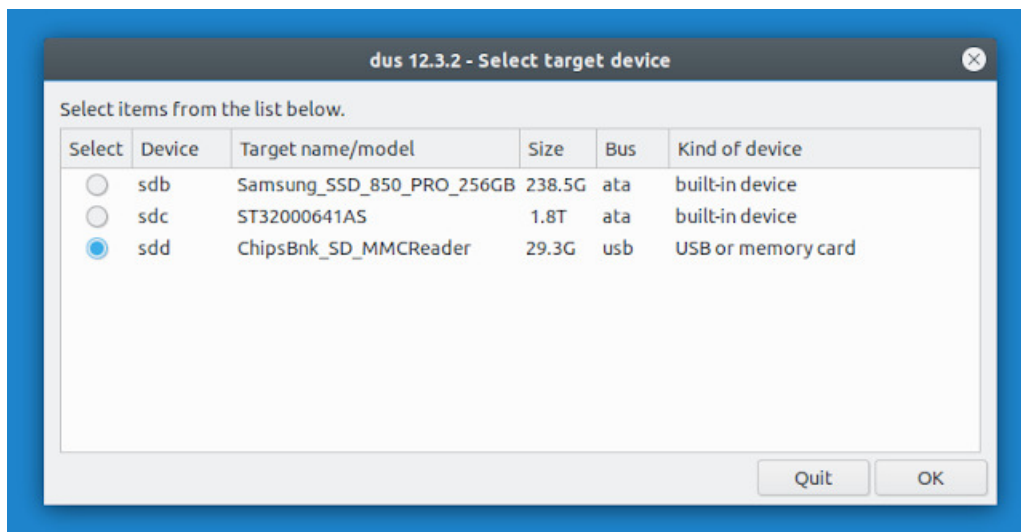 dus 12.3.2 - Select target device
Select items from the list below.
Select Device Target name/model Size Bus Kind of device
sdb Samsung_SSD_850_PRO_256GB 238.5G ata built-in device
sdc ST32000641AS 1.8T ata built-in device
sdd ChipsBnk_SD_MMCReader 29.3G usb USB or memory card
Quit OK